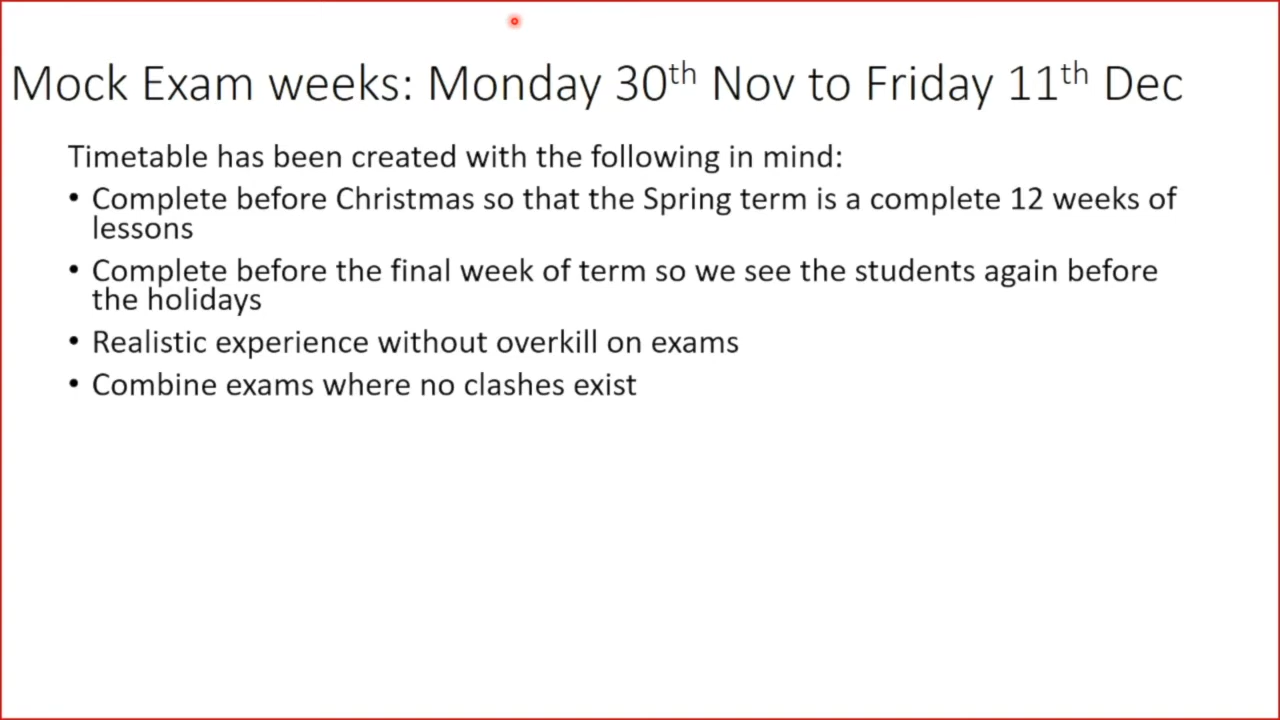 Mock Exam weeks: Monday 30th Nov to Friday 11th Dec
Timetable has been created with the following in mind:
• Complete before Christmas so that the Spring term is a complete 12 weeks of
lessons
• Complete before the final week of term so we see the students again before
the holidays
• Realistic experience without overkill on exams
• Combine exams where no clashes exist